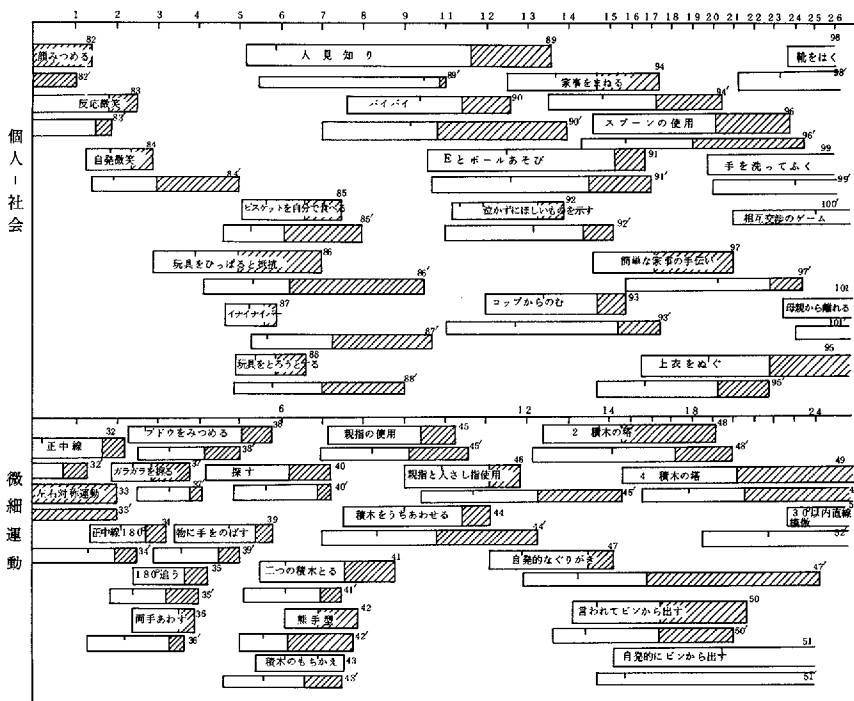 1 2 3 4 5 6 7 8 9 10 11 12 13 14 15 16 17 18 19 20 21 22 23 24 25 26
個人－社会
顔みつめる 82
82′
反応微笑 83
83′
自発微笑 84
84′
ビスケットを自分で食べる 85
85′
玩具をひっぱると抵抗 86
86′
イナイナイバー 87
87′
玩具をとろうとする 88
88′
人見知り 89
89′
バイバイ 90
90′
Eとボールあそび 91
91′
泣かずにほしいものを示す 92
92′
コップからのむ 93
93′
家事をまねる 94
94′
スプーンの使用 96
96′
簡単な家事の手伝い 97
97′
上衣をぬぐ 95
95′
靴をはく 98
98′
手を洗ってふく 99
99′
相互交渉のゲーム 100′
母親から離れる 101
101′
6 12 14 18 24
微細運動
正中線 32
32′
左右対称運動 33
33′
正中線180° 34
34′
180°追う 35
35′
両手あわす 36
36′
ブドウをみつめる 38
38′
ガラガラを握る 37
37′
物に手をのばす 39
39′
探す 40
40′
二つの積木とる 41
41′
熊手型 42
42′
積木のもちかえ 43
43′
親指の使用 45
45′
親指と人さし指使用 46
46′
積木をうちあわせる 44
44′
自発的なぐりがき 47
47′
2 積木の塔 48
48′
4 積木の塔 49
30°以内直線模倣
52′
言われてビンから出す 50
50′
自発的にビンから出す 51
51′